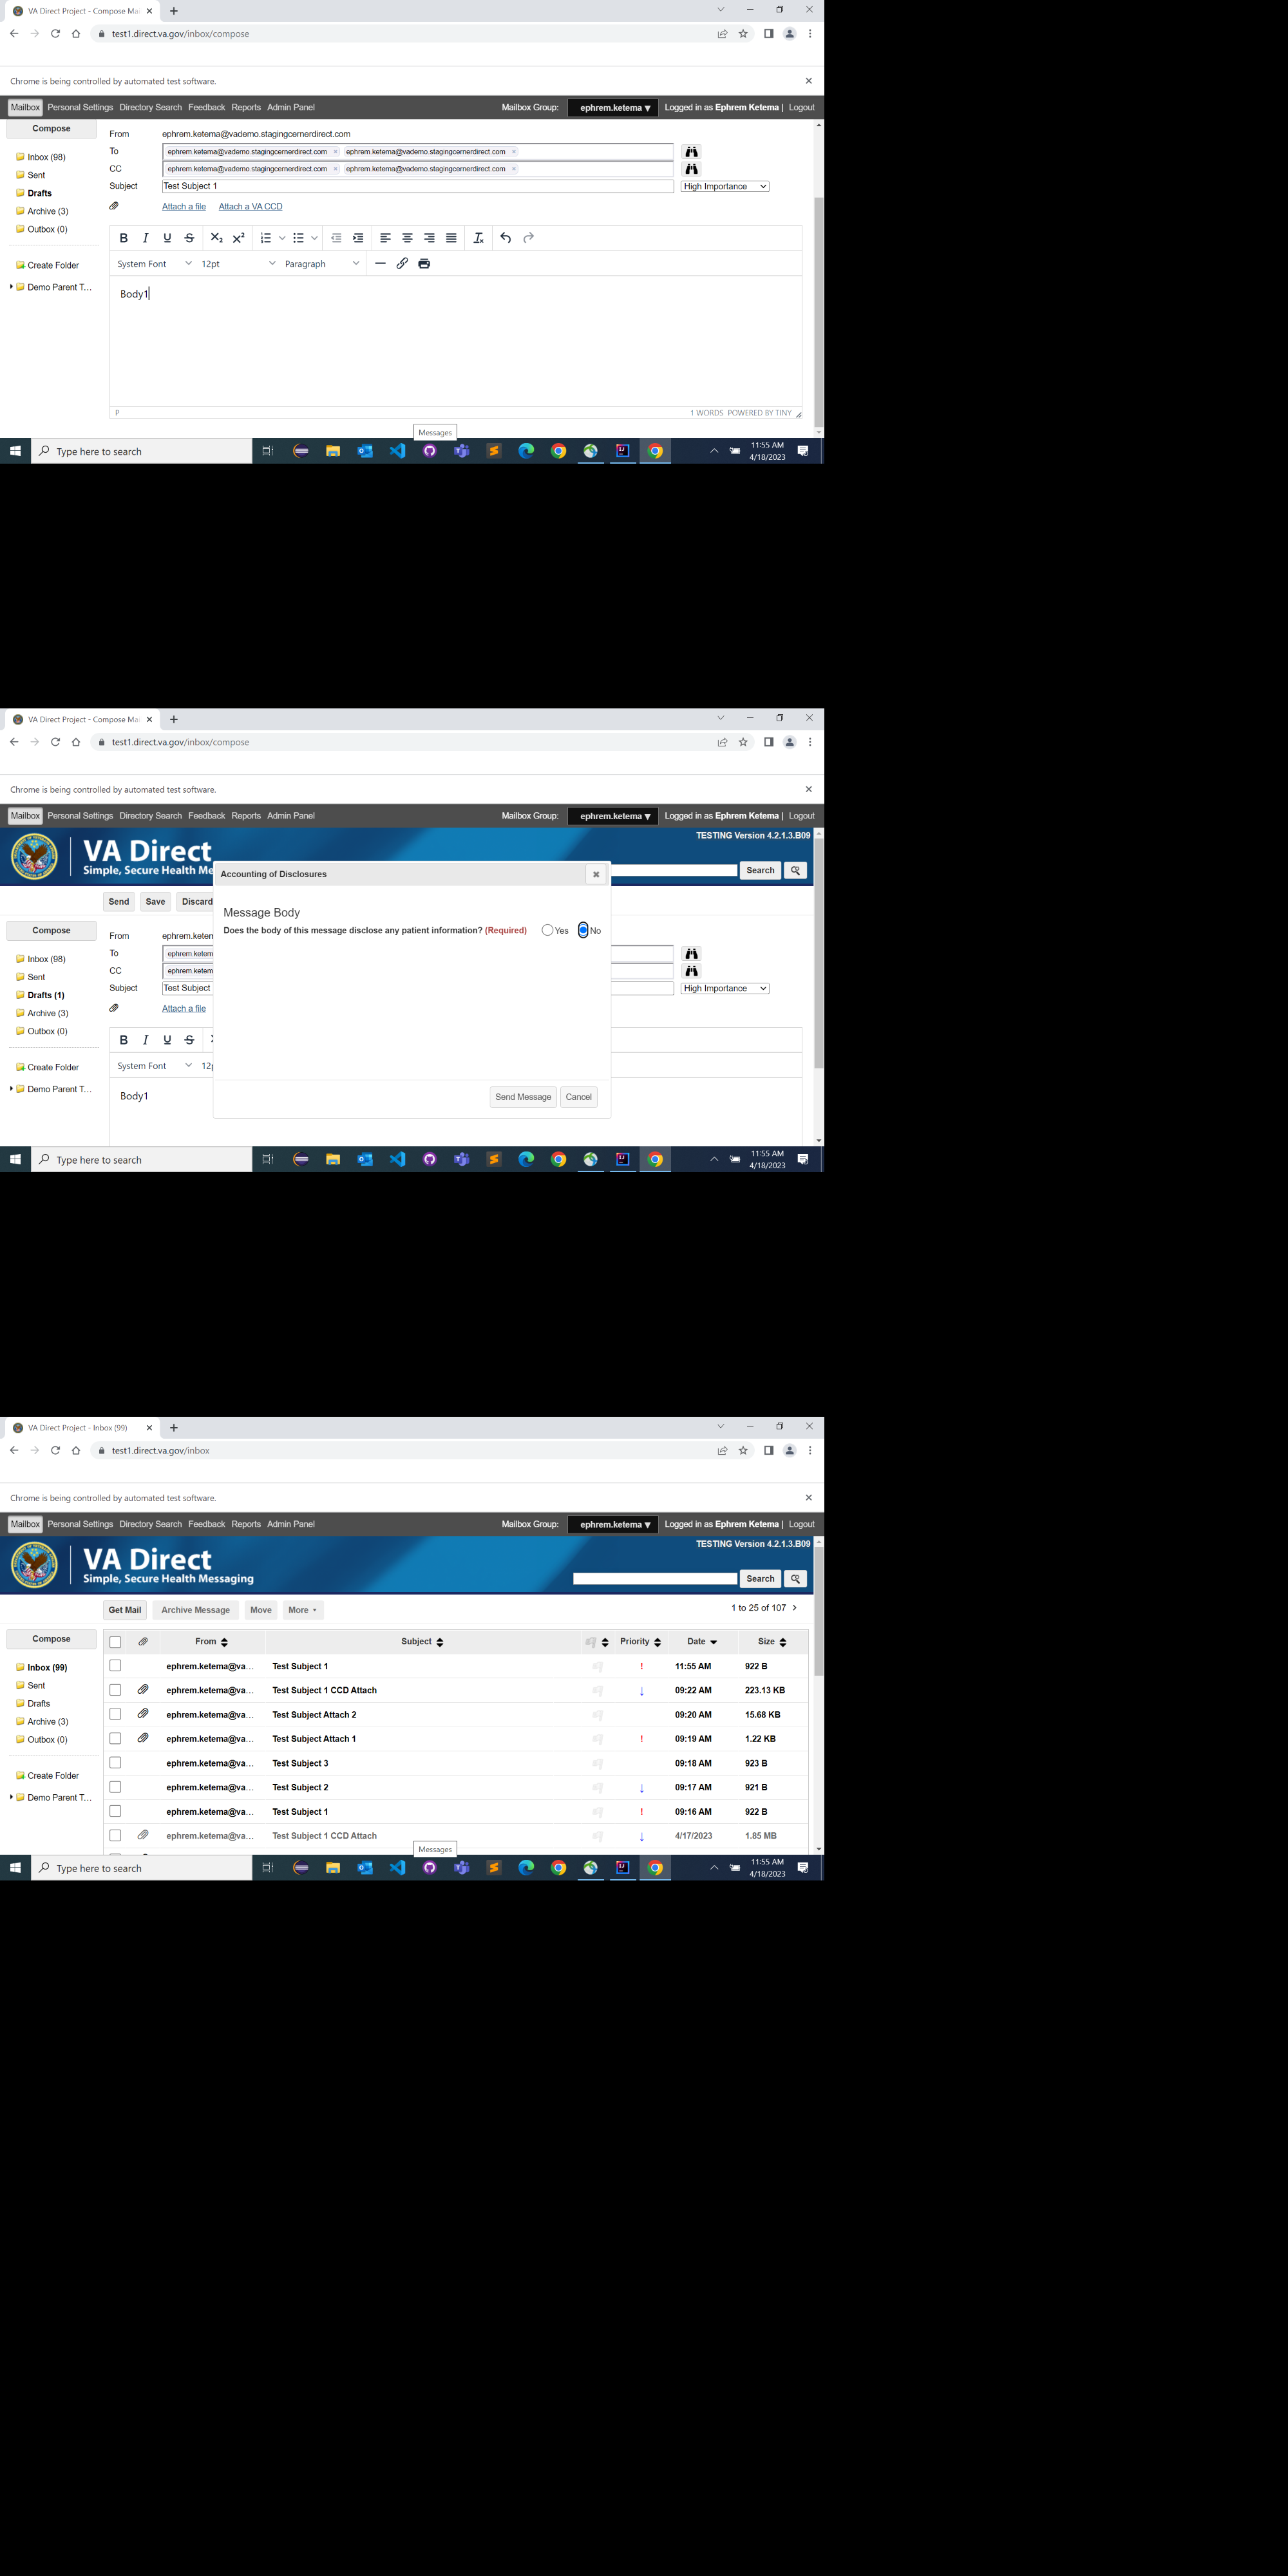 VA Direct Project - Compose Ma
test1.direct.va.gov/inbox/compose
Chrome is being controlled by automated test software.
Mailbox Personal Settings Directory Search Feedback Reports Admin Panel Mailbox Group: ephrem.ketema ▼ Logged in as Ephrem Ketema | Logout
Compose
From ephrem.ketema@vademo.stagingcernerdirect.com
To ephrem.ketema@vademo.stagingcernerdirect.com × ephrem.ketema@vademo.stagingcernerdirect.com ×
CC ephrem.ketema@vademo.stagingcernerdirect.com × ephrem.ketema@vademo.stagingcernerdirect.com ×
Subject Test Subject 1 High Importance
Attach a file Attach a VA CCD
Inbox (98)
Sent
Drafts
Archive (3)
Outbox (0)
Create Folder
Demo Parent T...
System Font 12pt Paragraph
Body1
P 1 WORDS POWERED BY TINY
Messages
Type here to search
11:55 AM
4/18/2023
VA Direct Project - Compose Ma
test1.direct.va.gov/inbox/compose
Chrome is being controlled by automated test software.
Mailbox Personal Settings Directory Search Feedback Reports Admin Panel Mailbox Group: ephrem.ketema ▼ Logged in as Ephrem Ketema | Logout
TESTING Version 4.2.1.3.B09
VA Direct
Simple, Secure Health Me
Search
Accounting of Disclosures
Send Save Discard
Message Body
Does the body of this message disclose any patient information? (Required) Yes No
Compose
From ephrem.keten
To ephrem.ketem
CC ephrem.ketem
Subject Test Subject High Importance
Attach a file
Inbox (98)
Sent
Drafts (1)
Archive (3)
Outbox (0)
Create Folder
Demo Parent T...
System Font 12p
Body1
Send Message Cancel
Type here to search
11:55 AM
4/18/2023
VA Direct Project - Inbox (99)
test1.direct.va.gov/inbox
Chrome is being controlled by automated test software.
Mailbox Personal Settings Directory Search Feedback Reports Admin Panel Mailbox Group: ephrem.ketema ▼ Logged in as Ephrem Ketema | Logout
TESTING Version 4.2.1.3.B09
VA Direct
Simple, Secure Health Messaging
Search
Get Mail Archive Message Move More 1 to 25 of 107 >
Compose
Inbox (99)
Sent
Drafts
Archive (3)
Outbox (0)
Create Folder
Demo Parent T...
From Subject Priority Date Size
ephrem.ketema@va... Test Subject 1 ! 11:55 AM 922 B
ephrem.ketema@va... Test Subject 1 CCD Attach ↓ 09:22 AM 223.13 KB
ephrem.ketema@va... Test Subject Attach 2 09:20 AM 15.68 KB
ephrem.ketema@va... Test Subject Attach 1 ! 09:19 AM 1.22 KB
ephrem.ketema@va... Test Subject 3 09:18 AM 923 B
ephrem.ketema@va... Test Subject 2 ↓ 09:17 AM 921 B
ephrem.ketema@va... Test Subject 1 ! 09:16 AM 922 B
ephrem.ketema@va... Test Subject 1 CCD Attach ↓ 4/17/2023 1.85 MB
Messages
Type here to search
11:55 AM
4/18/2023